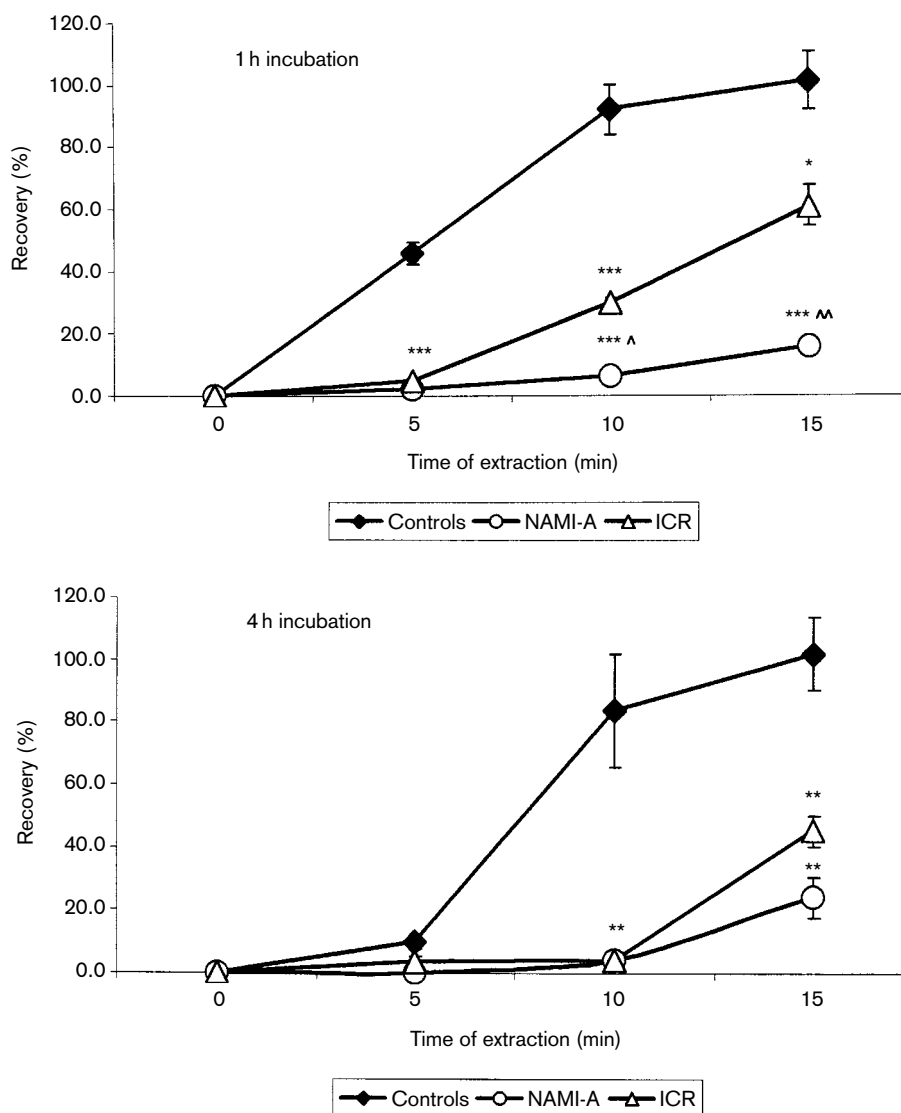 120.0
1 h incubation
100.0
80.0
*
60.0
Recovery (%)
40.0
***
*** ^^
20.0
***
*** ^
0.0
0 5 10 15
Time of extraction (min)
Controls NAMI-A ICR
120.0
4 h incubation
100.0
80.0
60.0
Recovery (%)
**
40.0
**
20.0
**
0.0
0 5 10 15
Time of extraction (min)
Controls NAMI-A ICR